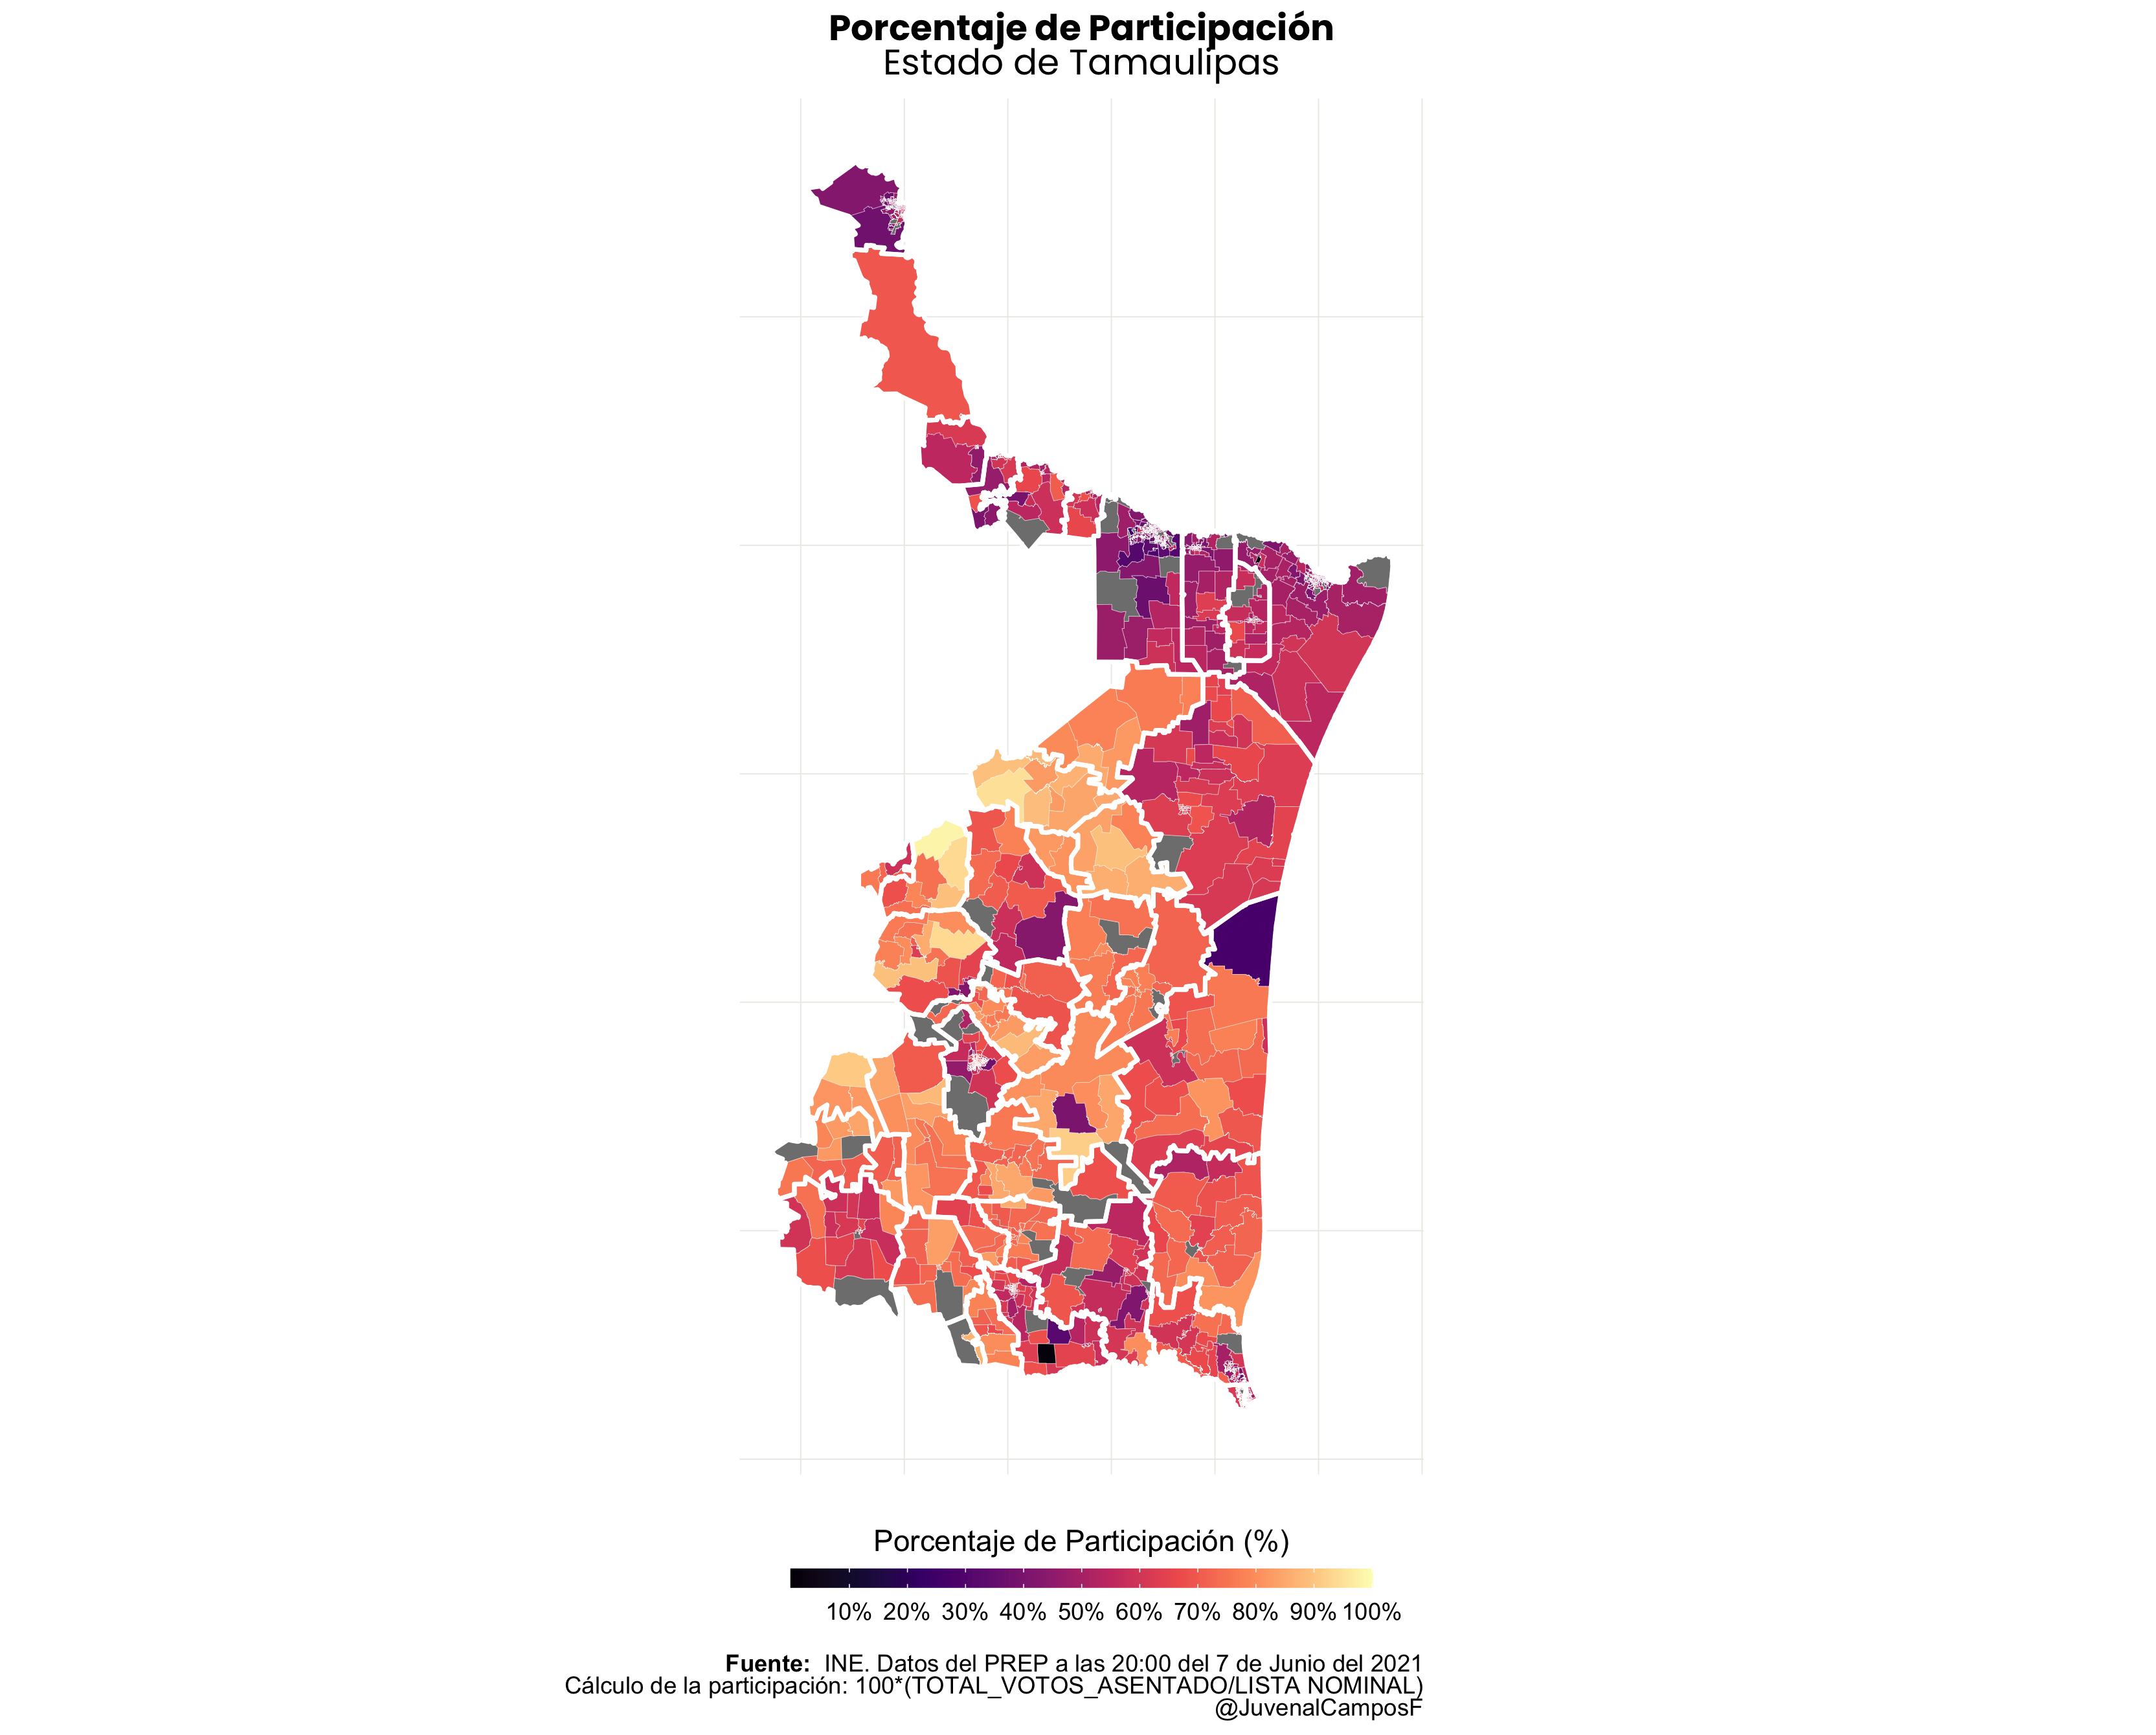 Porcentaje de Participación
Estado de Tamaulipas
Porcentaje de Participación (%)
10% 20% 30% 40% 50% 60% 70% 80% 90% 100%
Fuente: INE. Datos del PREP a las 20:00 del 7 de Junio del 2021
Cálculo de la participación: 100*(TOTAL_VOTOS_ASENTADO/LISTA NOMINAL)
@JuvenalCamposF